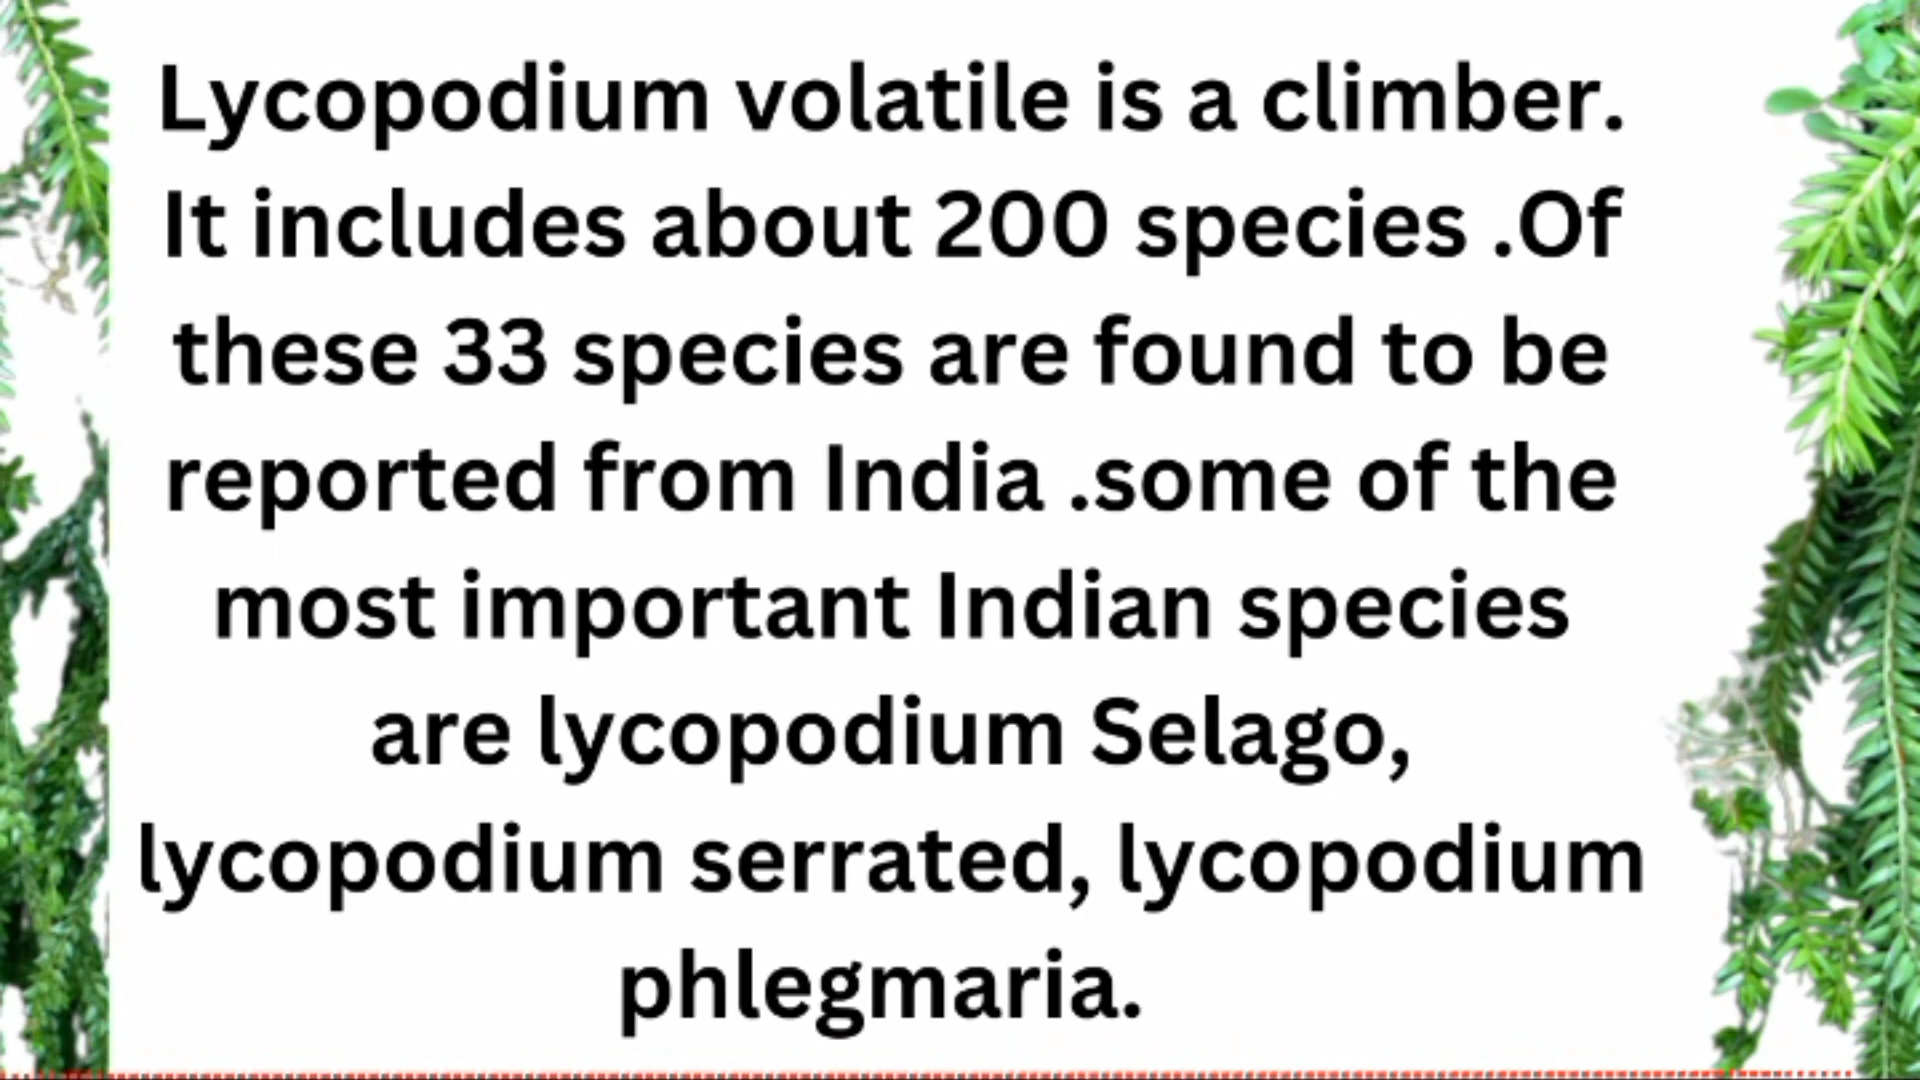 Lycopodium volatile is a climber.
It includes about 200 species .Of
these 33 species are found to be
reported from India .some of the
most important Indian species
are lycopodium Selago,
lycopodium serrated, lycopodium
phlegmaria.